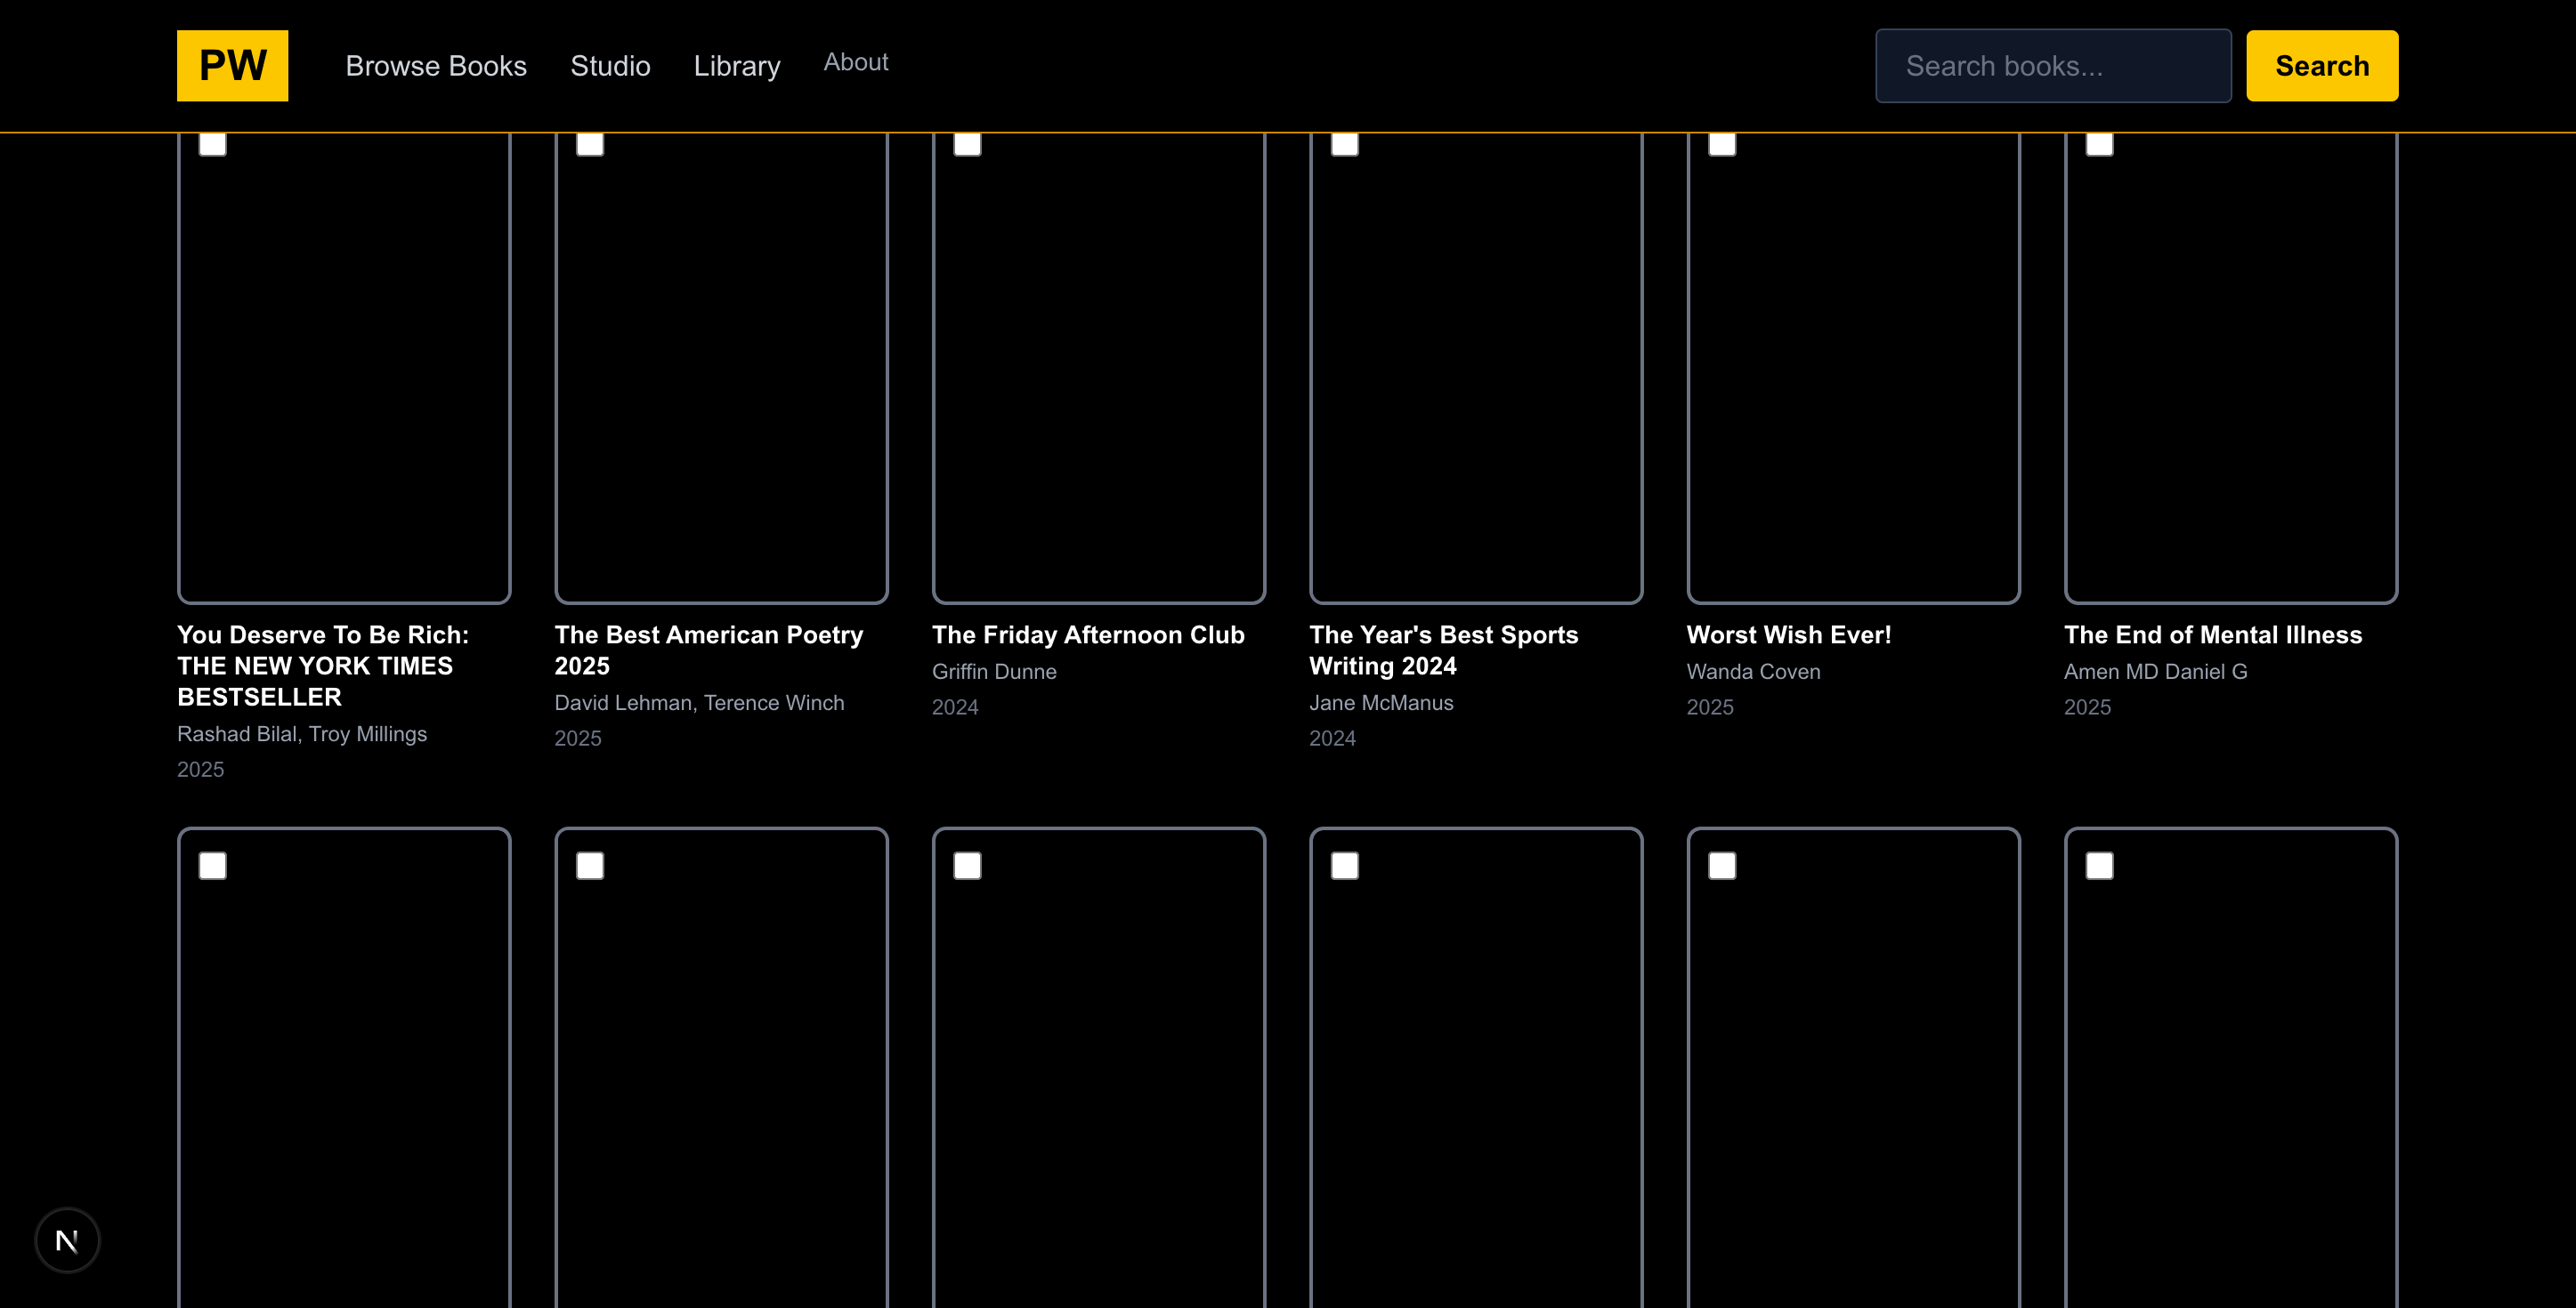 PW
Browse Books
Studio
Library
About
Search books...
Search
You Deserve To Be Rich:
THE NEW YORK TIMES
BESTSELLER
Rashad Bilal, Troy Millings
2025
The Best American Poetry
2025
David Lehman, Terence Winch
2025
The Friday Afternoon Club
Griffin Dunne
2024
The Year's Best Sports
Writing 2024
Jane McManus
2024
Worst Wish Ever!
Wanda Coven
2025
The End of Mental Illness
Amen MD Daniel G
2025
N